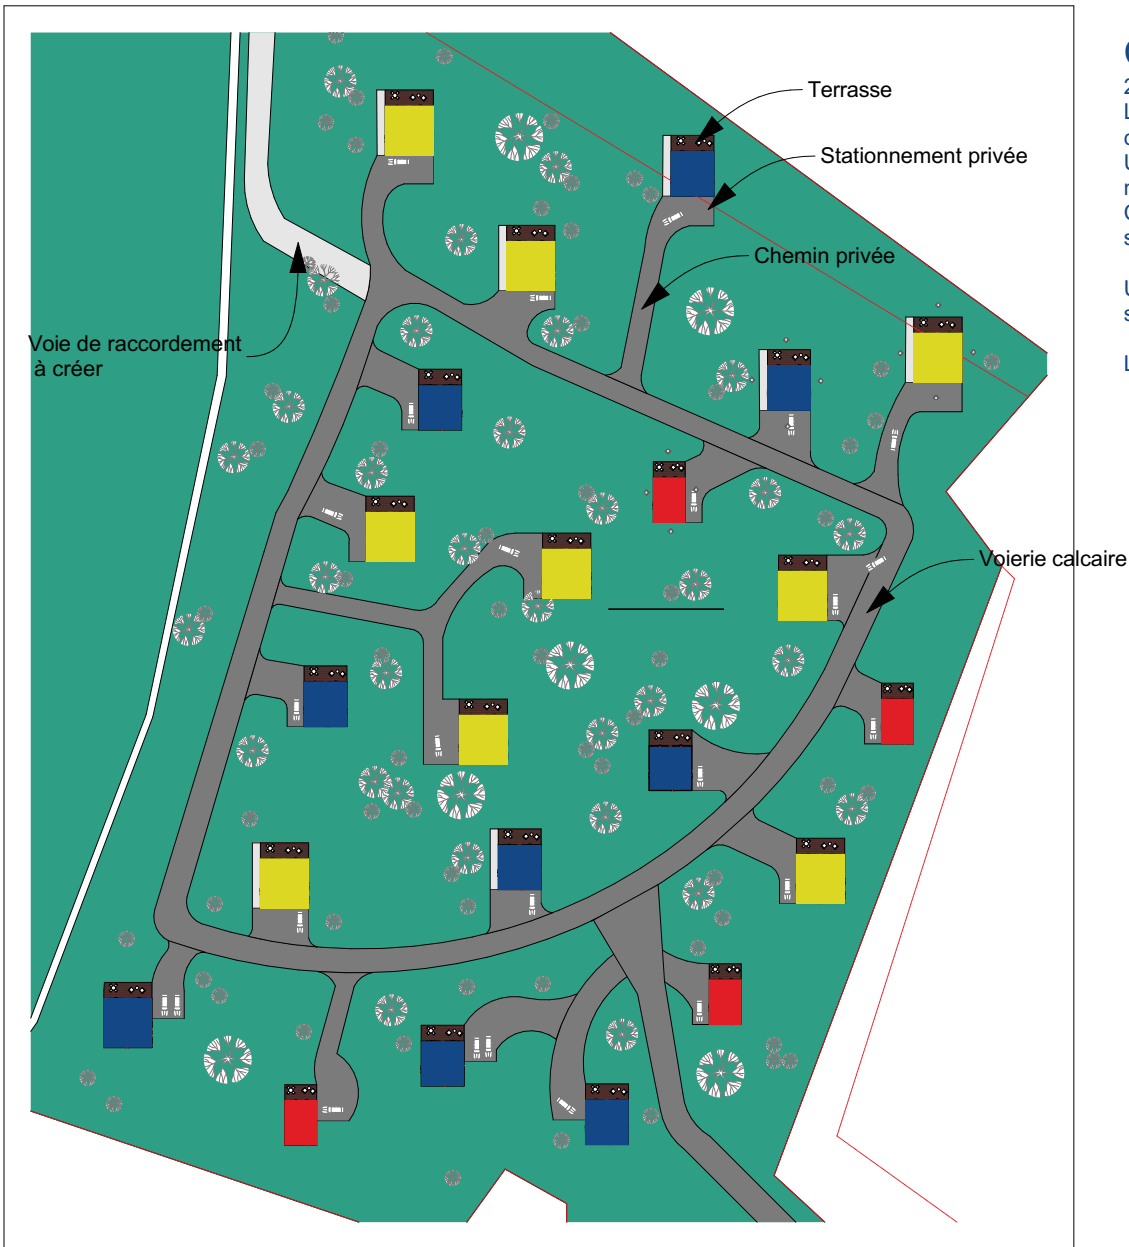 Terrasse
Stationnement privée
Chemin privée
Voie de raccordement
à créer
Voierie calcaire